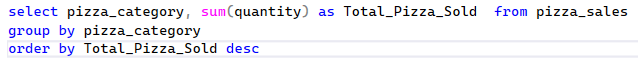 select pizza_category, sum(quantity) as Total_Pizza_Sold  from pizza_sales
group by pizza_category
order by Total_Pizza_Sold desc